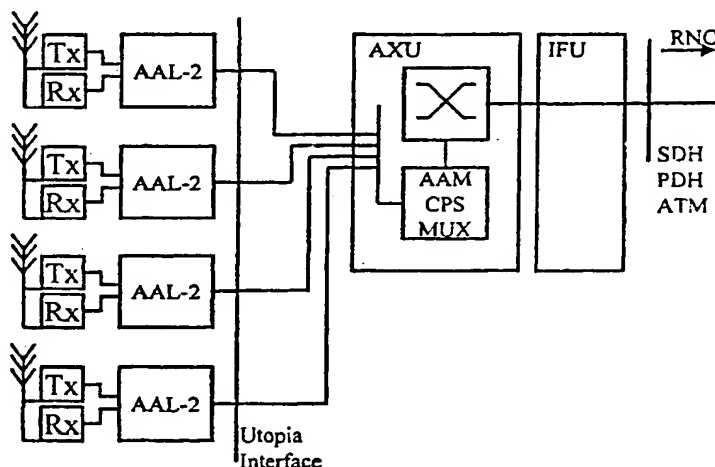 Tx
Rx
AAL-2
Tx
Rx
AAL-2
Tx
Rx
AAL-2
Tx
Rx
AAL-2
Utopia
Interface
AXU
AAM
CPS
MUX
IFU
RNC
SDH
PDH
ATM